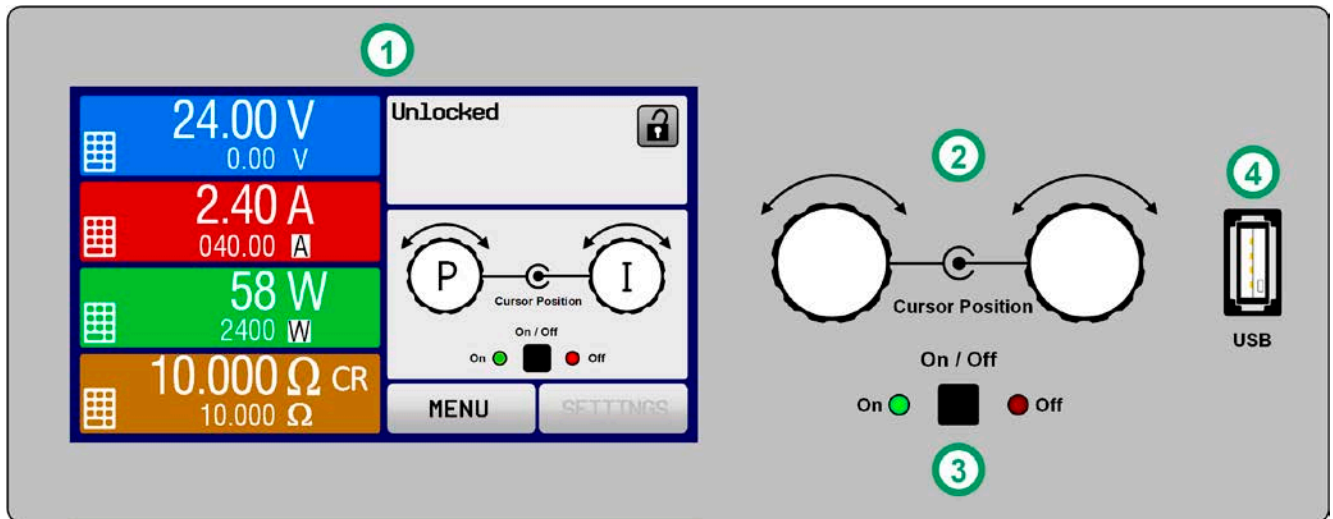 1
24.00 V
0.00 V
2.40 A
040.00 A
58 W
2400 W
10.000 Ω CR
10.000 Ω
Unlocked
P
I
Cursor Position
On / Off
On
Off
MENU
SETTINGS
2
Cursor Position
On / Off
On
Off
3
4
USB